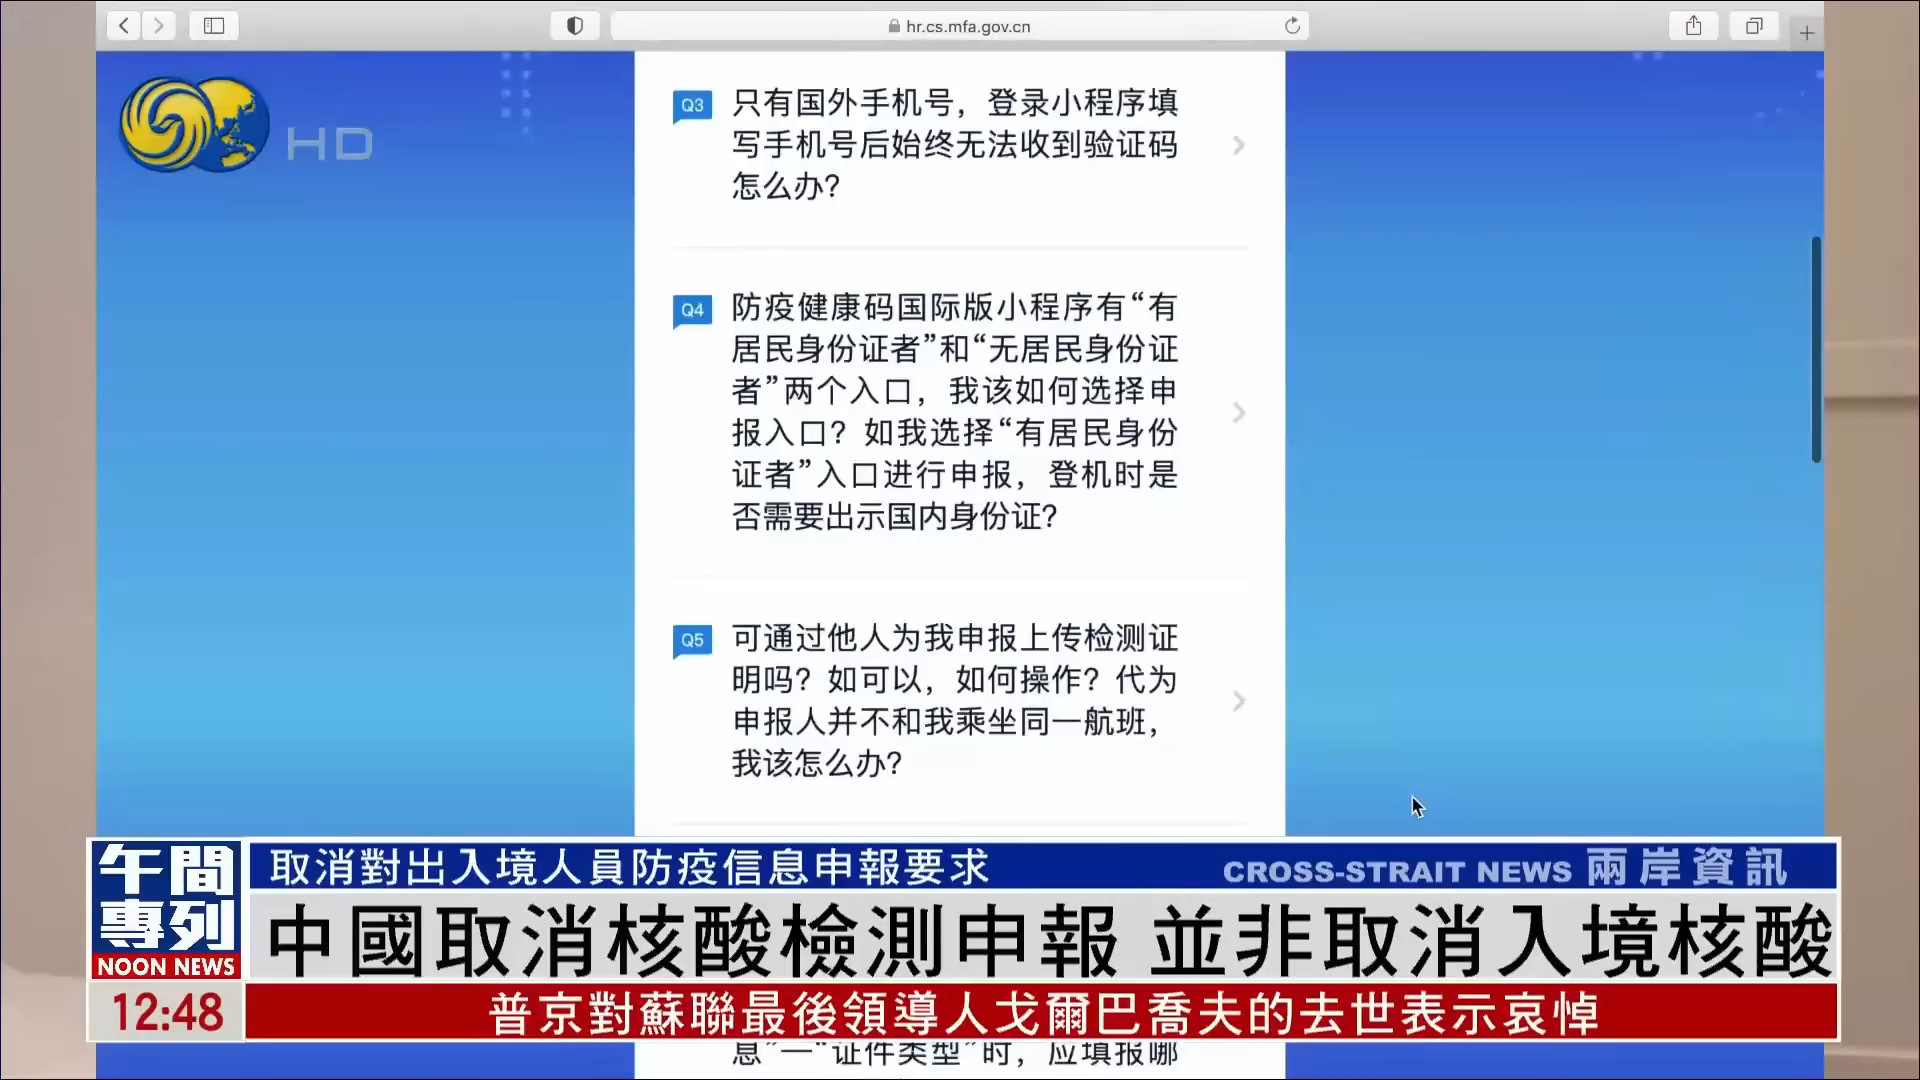 hr.cs.mfa.gov.cn
HD
Q3
只有国外手机号，登录小程序填
写手机号后始终无法收到验证码
怎么办？
Q4
防疫健康码国际版小程序有“有
居民身份证者”和“无居民身份证
者”两个入口，我该如何选择申
报入口？如我选择“有居民身份
证者”入口进行申报，登机时是
否需要出示国内身份证？
Q5
可通过他人为我申报上传检测证
明吗？如可以，如何操作？代为
申报人并不和我乘坐同一航班，
我该怎么办？
午間
專列
NOON NEWS
取消對出入境人員防疫信息申報要求
CROSS-STRAIT NEWS 兩岸資訊
中國取消核酸檢測申報 並非取消入境核酸
12:48
普京對蘇聯最後領導人戈爾巴喬夫的去世表示哀悼
息”—“证件类型”时，应填报哪